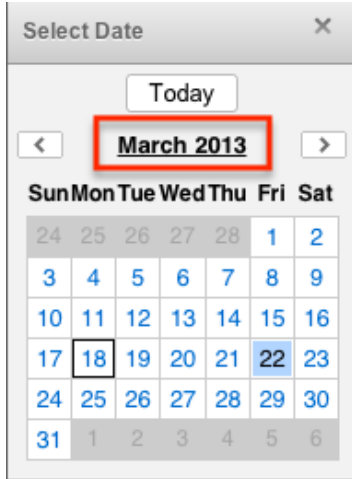 Select Date ×
Today
< March 2013 >
Sun Mon Tue Wed Thu Fri Sat
24 25 26 27 28 1 2
3 4 5 6 7 8 9
10 11 12 13 14 15 16
17 18 19 20 21 22 23
24 25 26 27 28 29 30
31 1 2 3 4 5 6